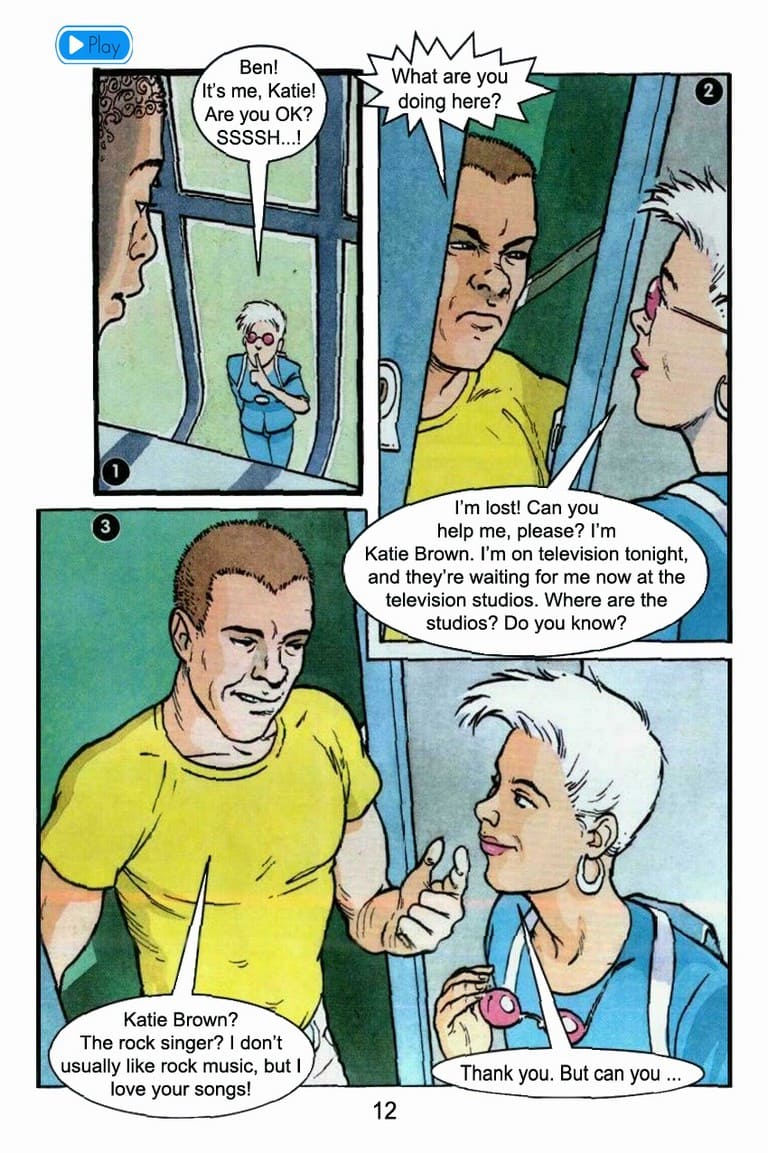 Play
Ben!
It's me, Katie!
Are you OK?
SSSSH...!
1
What are you
doing here?
2
I'm lost! Can you
help me, please? I'm
Katie Brown. I'm on television tonight,
and they're waiting for me now at the
television studios. Where are the
studios? Do you know?
3
Katie Brown?
The rock singer? I don't
usually like rock music, but I
love your songs!
Thank you. But can you ...
12